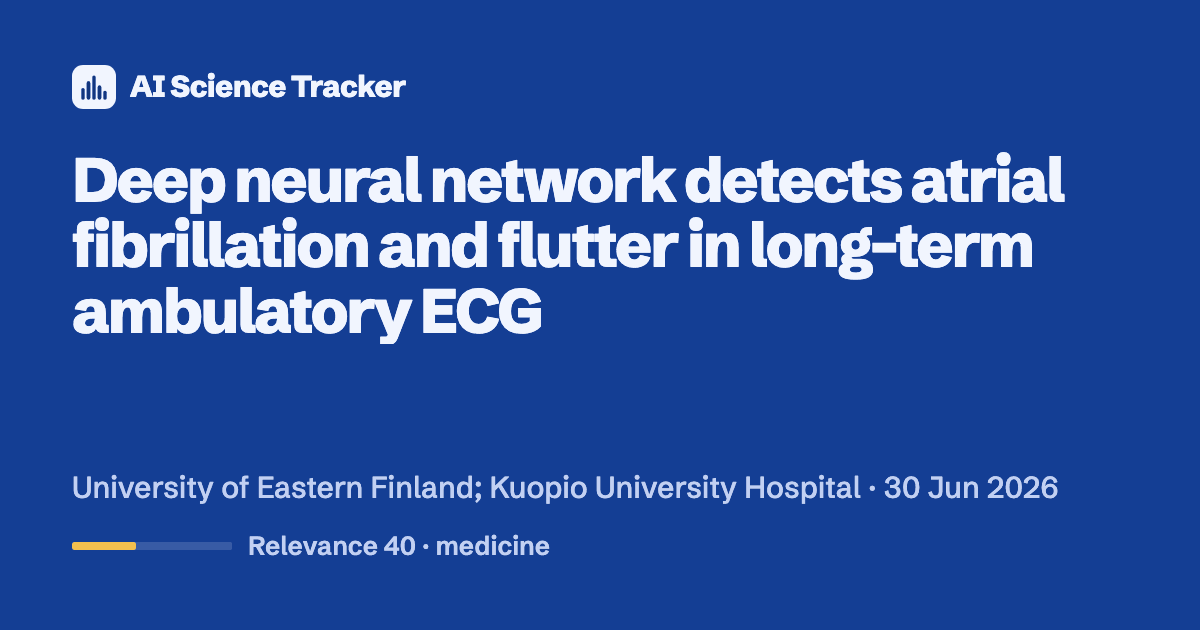 AI Science Tracker
Deep neural network detects atrial
fibrillation and flutter in long-term
ambulatory ECG
University of Eastern Finland; Kuopio University Hospital · 30 Jun 2026
Relevance 40 · medicine